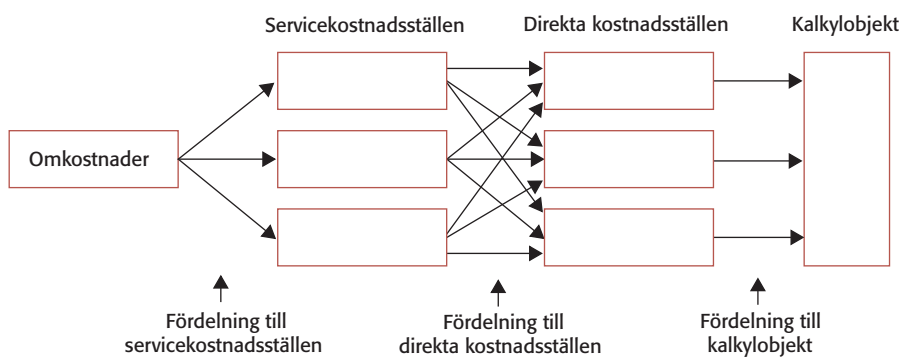 Servicekostnadsställen
Direkta kostnadsställen
Kalkylobjekt
Omkostnader
Fördelning till
servicekostnadsställen
Fördelning till
direkta kostnadsställen
Fördelning till
kalkylobjekt